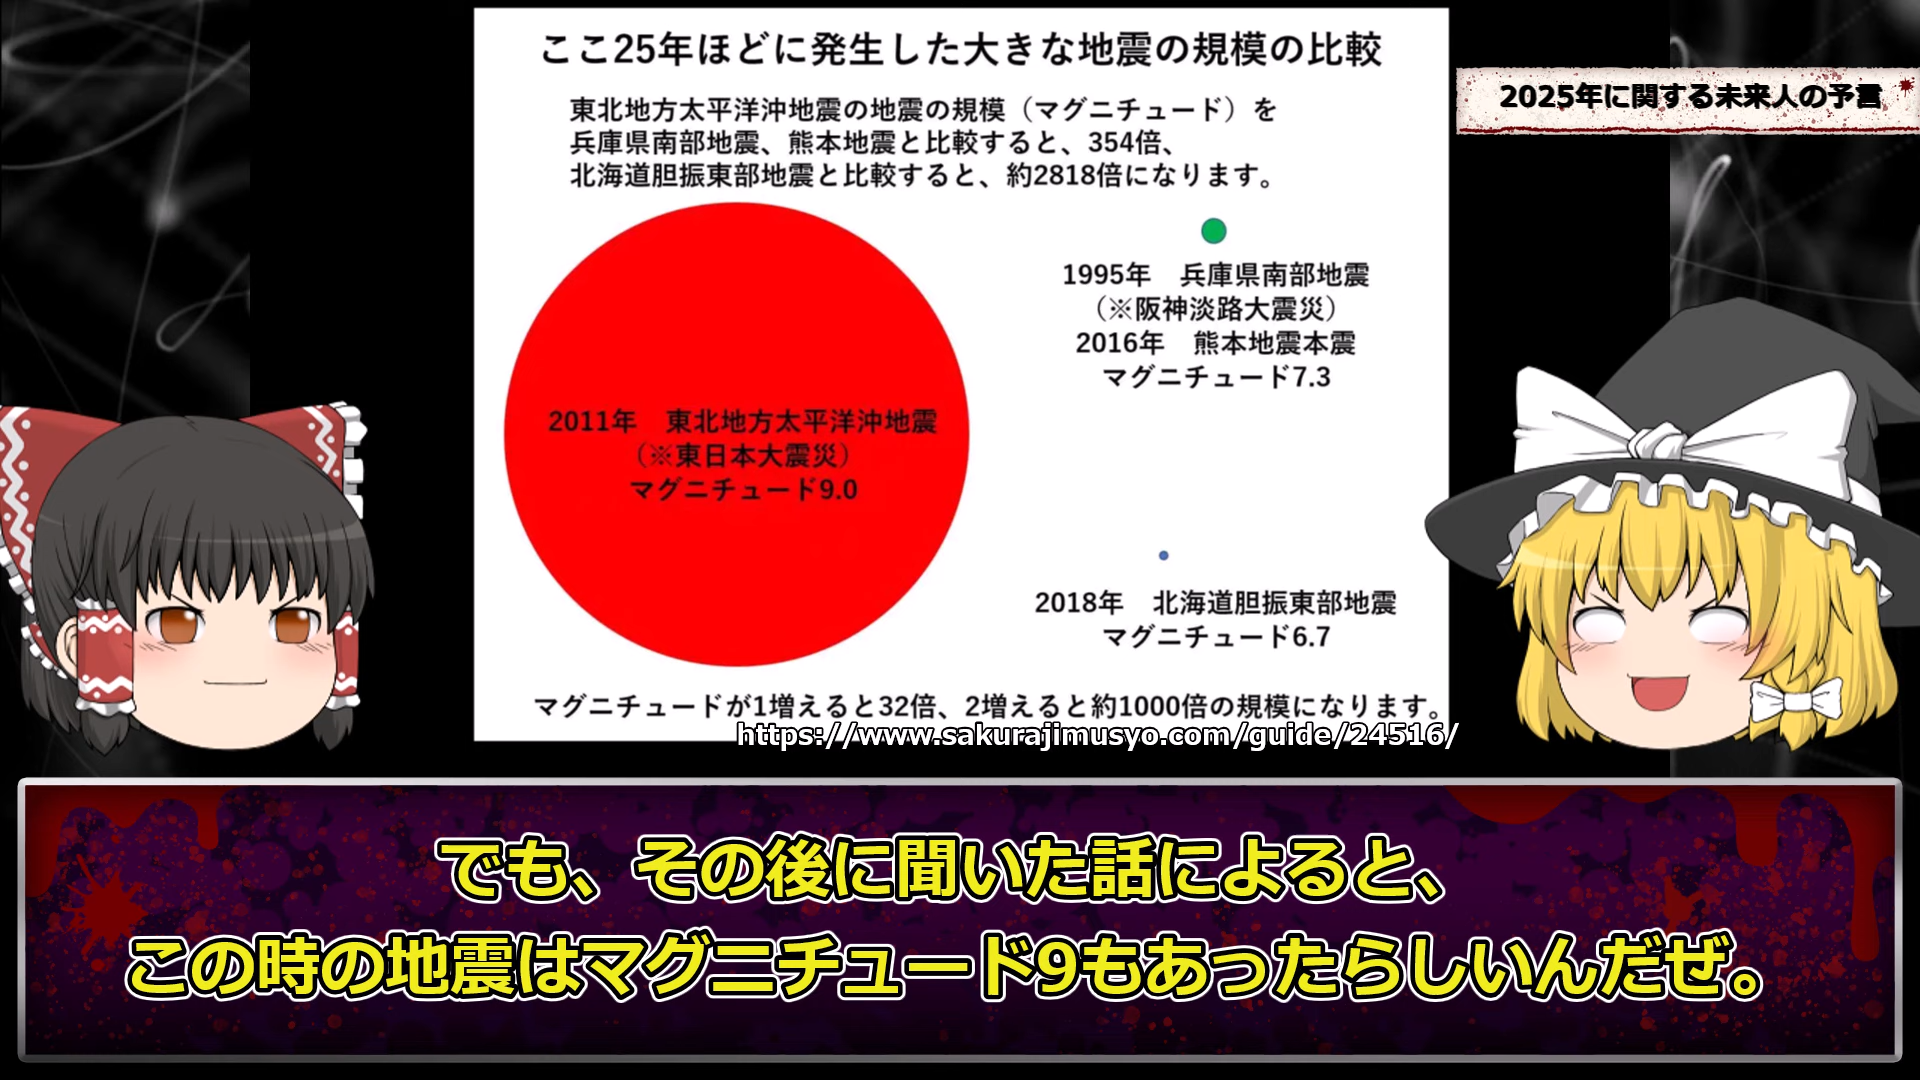 ここ25年ほどに発生した大きな地震の規模の比較
2025年に関する未来人の予言
東北地方太平洋沖地震の地震の規模（マグニチュード）を
兵庫県南部地震、熊本地震と比較すると、354倍、
北海道胆振東部地震と比較すると、約2818倍になります。
1995年　兵庫県南部地震
（※阪神淡路大震災）
2016年　熊本地震本震
マグニチュード7.3
2011年　東北地方太平洋沖地震
（※東日本大震災）
マグニチュード9.0
2018年　北海道胆振東部地震
マグニチュード6.7
マグニチュードが1増えると32倍、2増えると約1000倍の規模になります。
https://www.sakurajimusyo.com/guide/24516/
でも、その後に聞いた話によると、
この時の地震はマグニチュード9もあったらしいんだぜ。